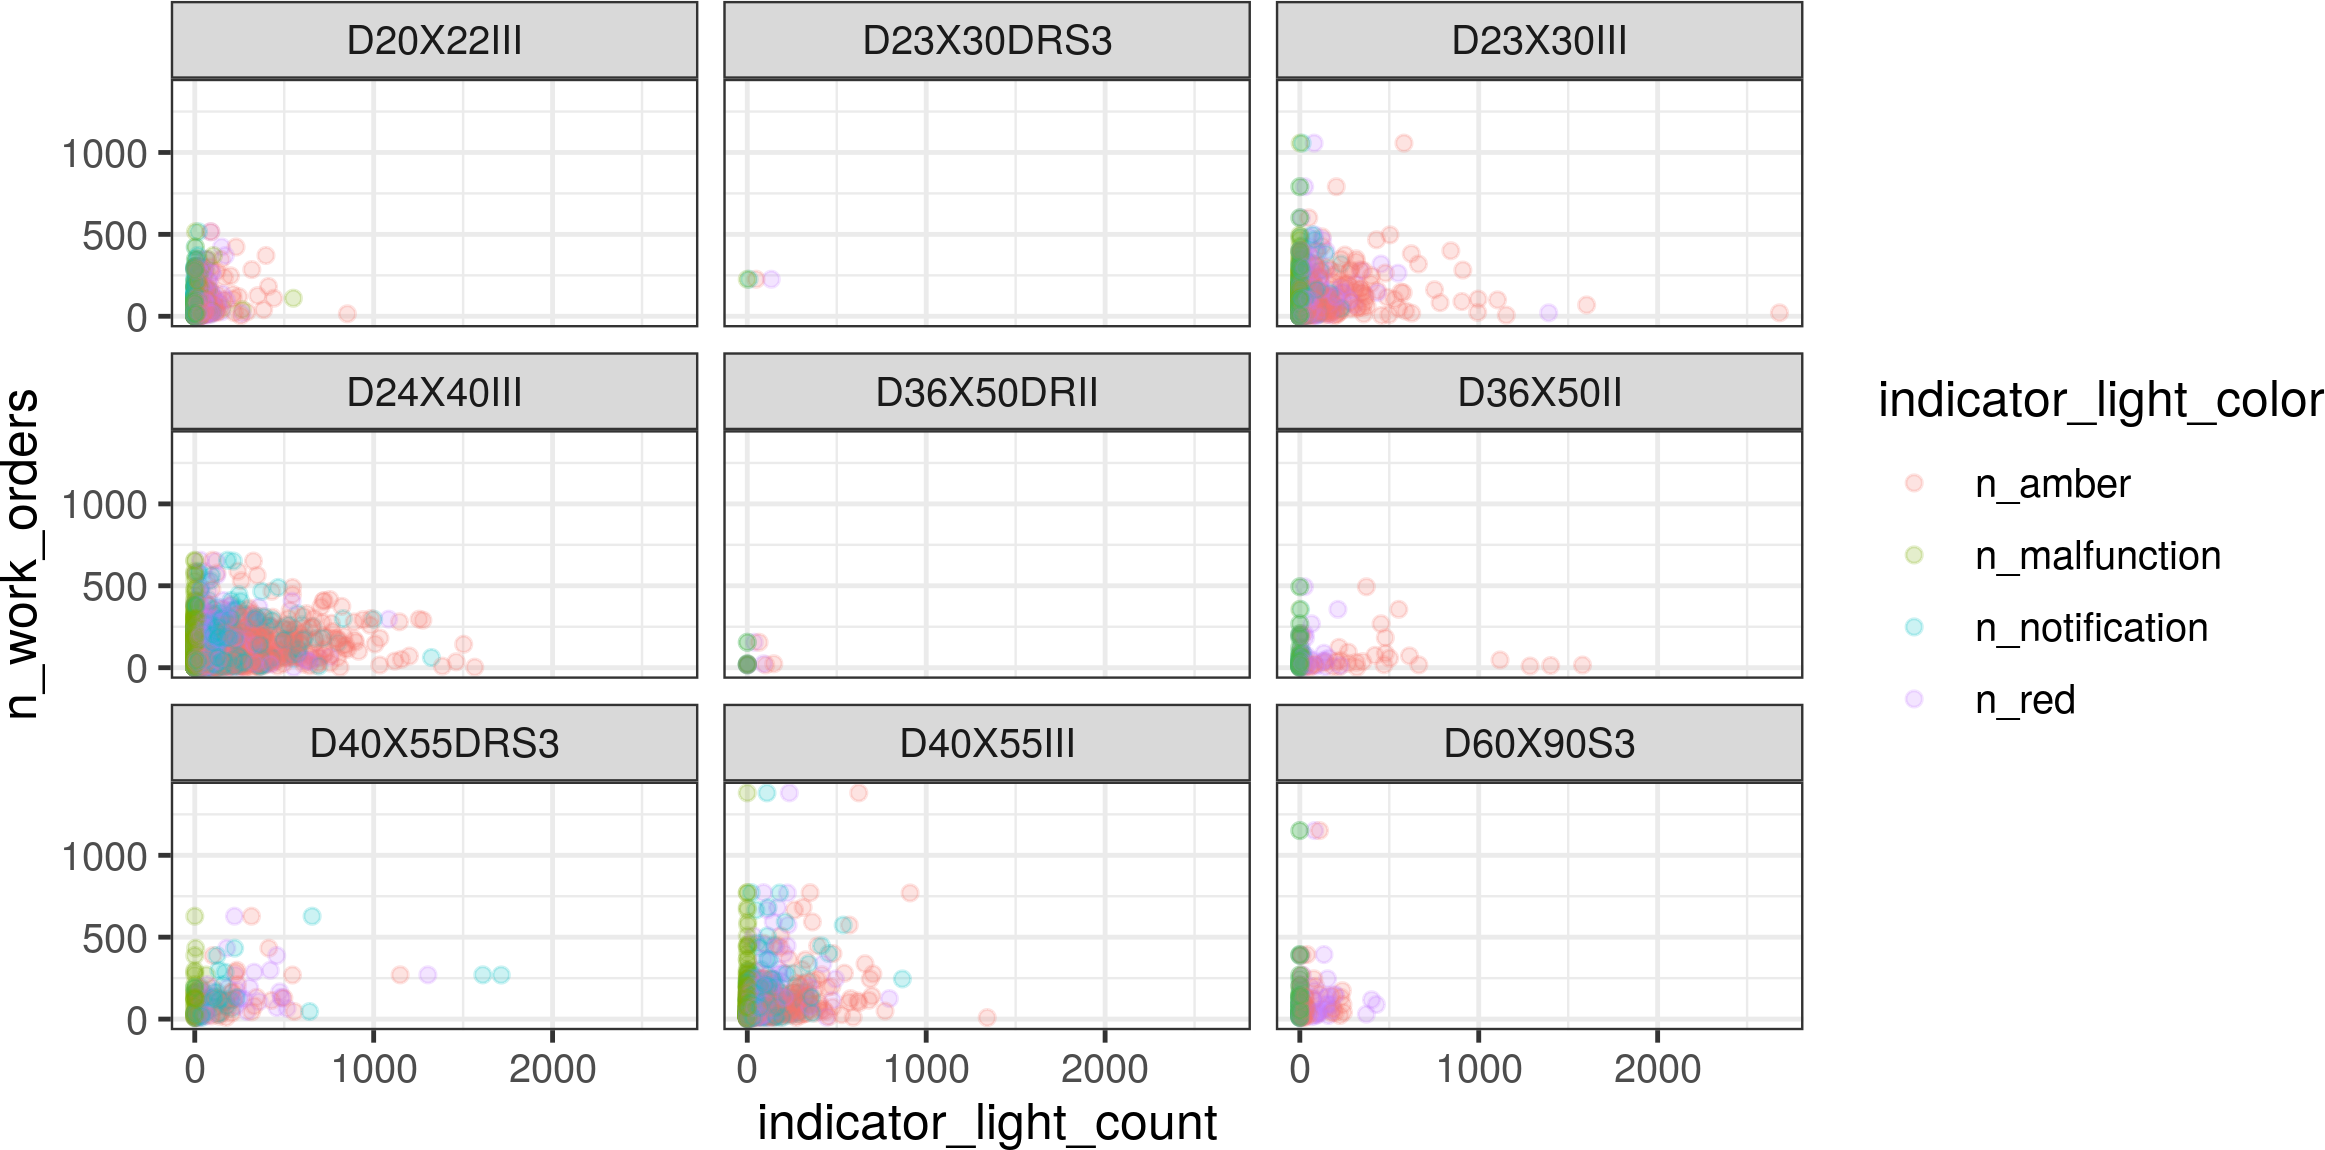 D20X22III D23X30DRS3 D23X30III
1000
500
0
D24X40III D36X50DRII D36X50II
1000
500
0
D40X55DRS3 D40X55III D60X90S3
1000
500
0
0 1000 2000 0 1000 2000 0 1000 2000
indicator_light_count
n_work_orders
indicator_light_color
n_amber
n_malfunction
n_notification
n_red